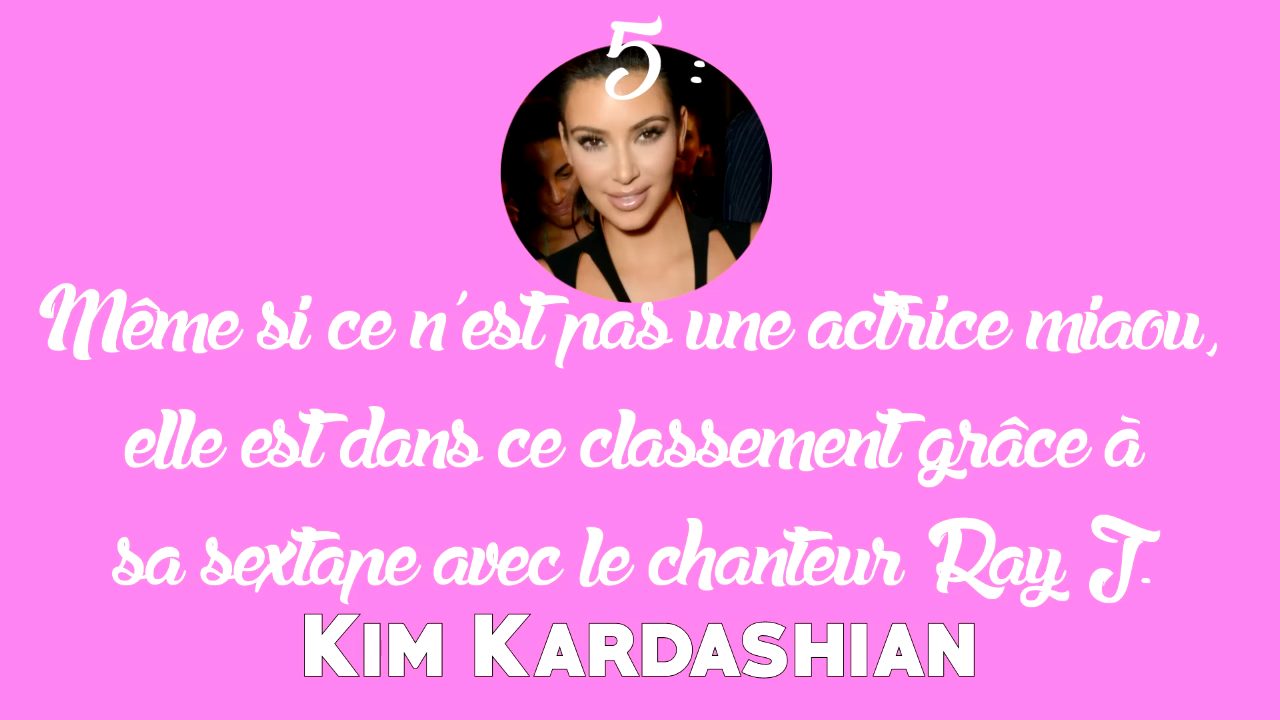 5 :
Même si ce n'est pas une actrice miaou,
elle est dans ce classement grâce à
sa sextape avec le chanteur Ray J.
KIM KARDASHIAN